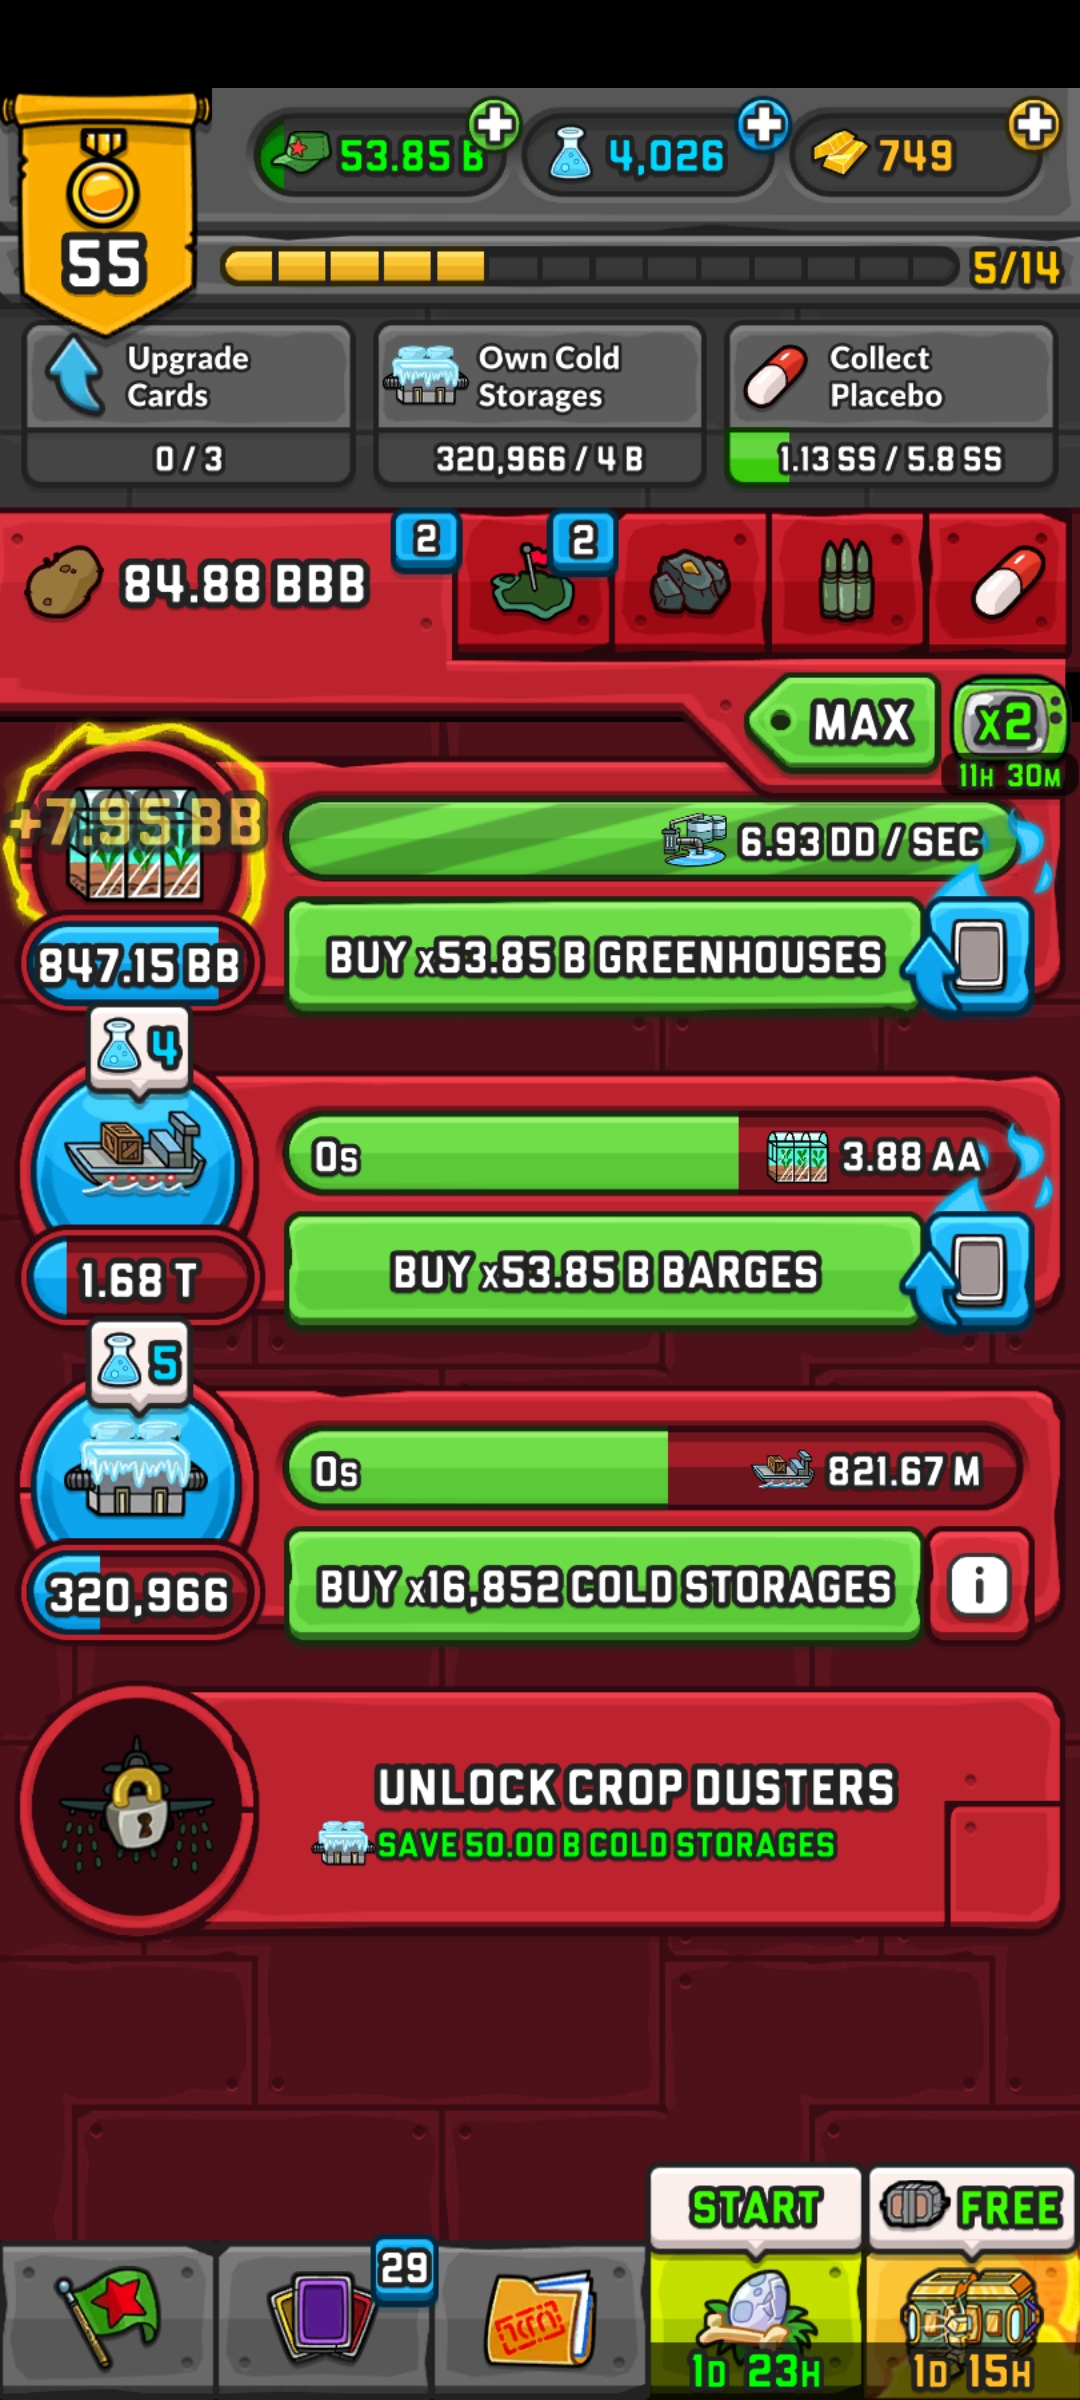 53.85 B
4,026
749
55
5/14
Upgrade
Cards
0 / 3
Own Cold
Storages
320,966 / 4 B
Collect
Placebo
1.13 SS / 5.8 SS
84.88 BBB
2
2
MAX
x2
11H 30M
+7.95 BB
6.93 DD / SEC
847.15 BB
BUY x53.85 B GREENHOUSES
4
0s
3.88 AA
1.68 T
BUY x53.85 B BARGES
5
0s
821.67 M
320,966
BUY x16,852 COLD STORAGES
i
UNLOCK CROP DUSTERS
SAVE 50.00 B COLD STORAGES
START
FREE
29
1D 23H
1D 15H